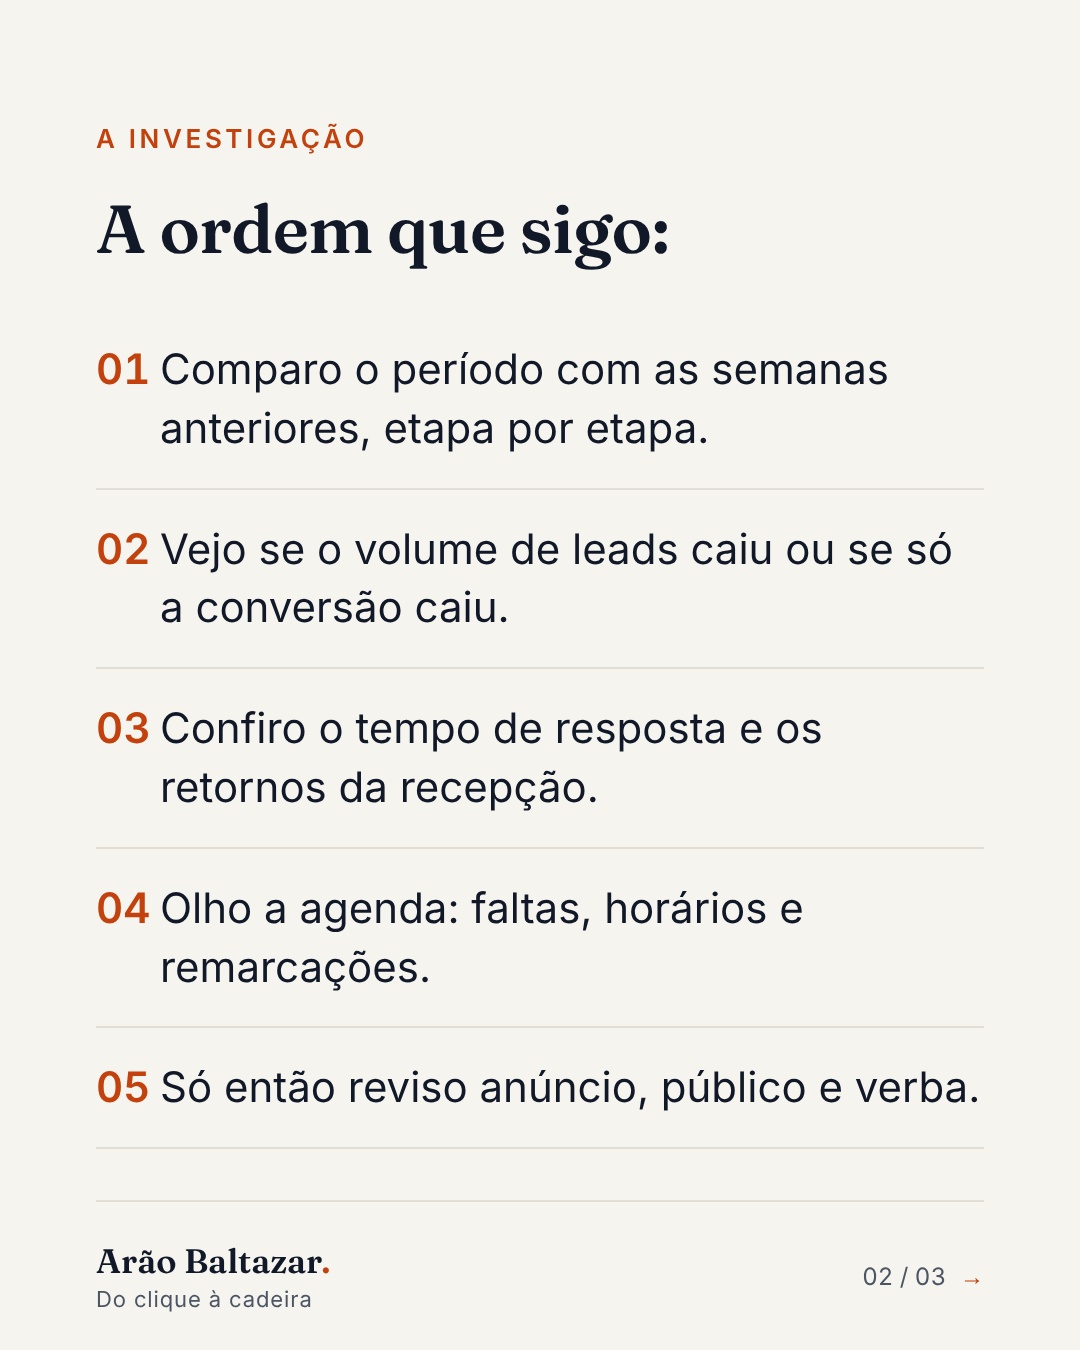 A INVESTIGAÇÃO
A ordem que sigo:
01 Comparo o período com as semanas
anteriores, etapa por etapa.
02 Vejo se o volume de leads caiu ou se só
a conversão caiu.
03 Confiro o tempo de resposta e os
retornos da recepção.
04 Olho a agenda: faltas, horários e
remarcações.
05 Só então reviso anúncio, público e verba.
Arão Baltazar.
Do clique à cadeira
02 / 03 →